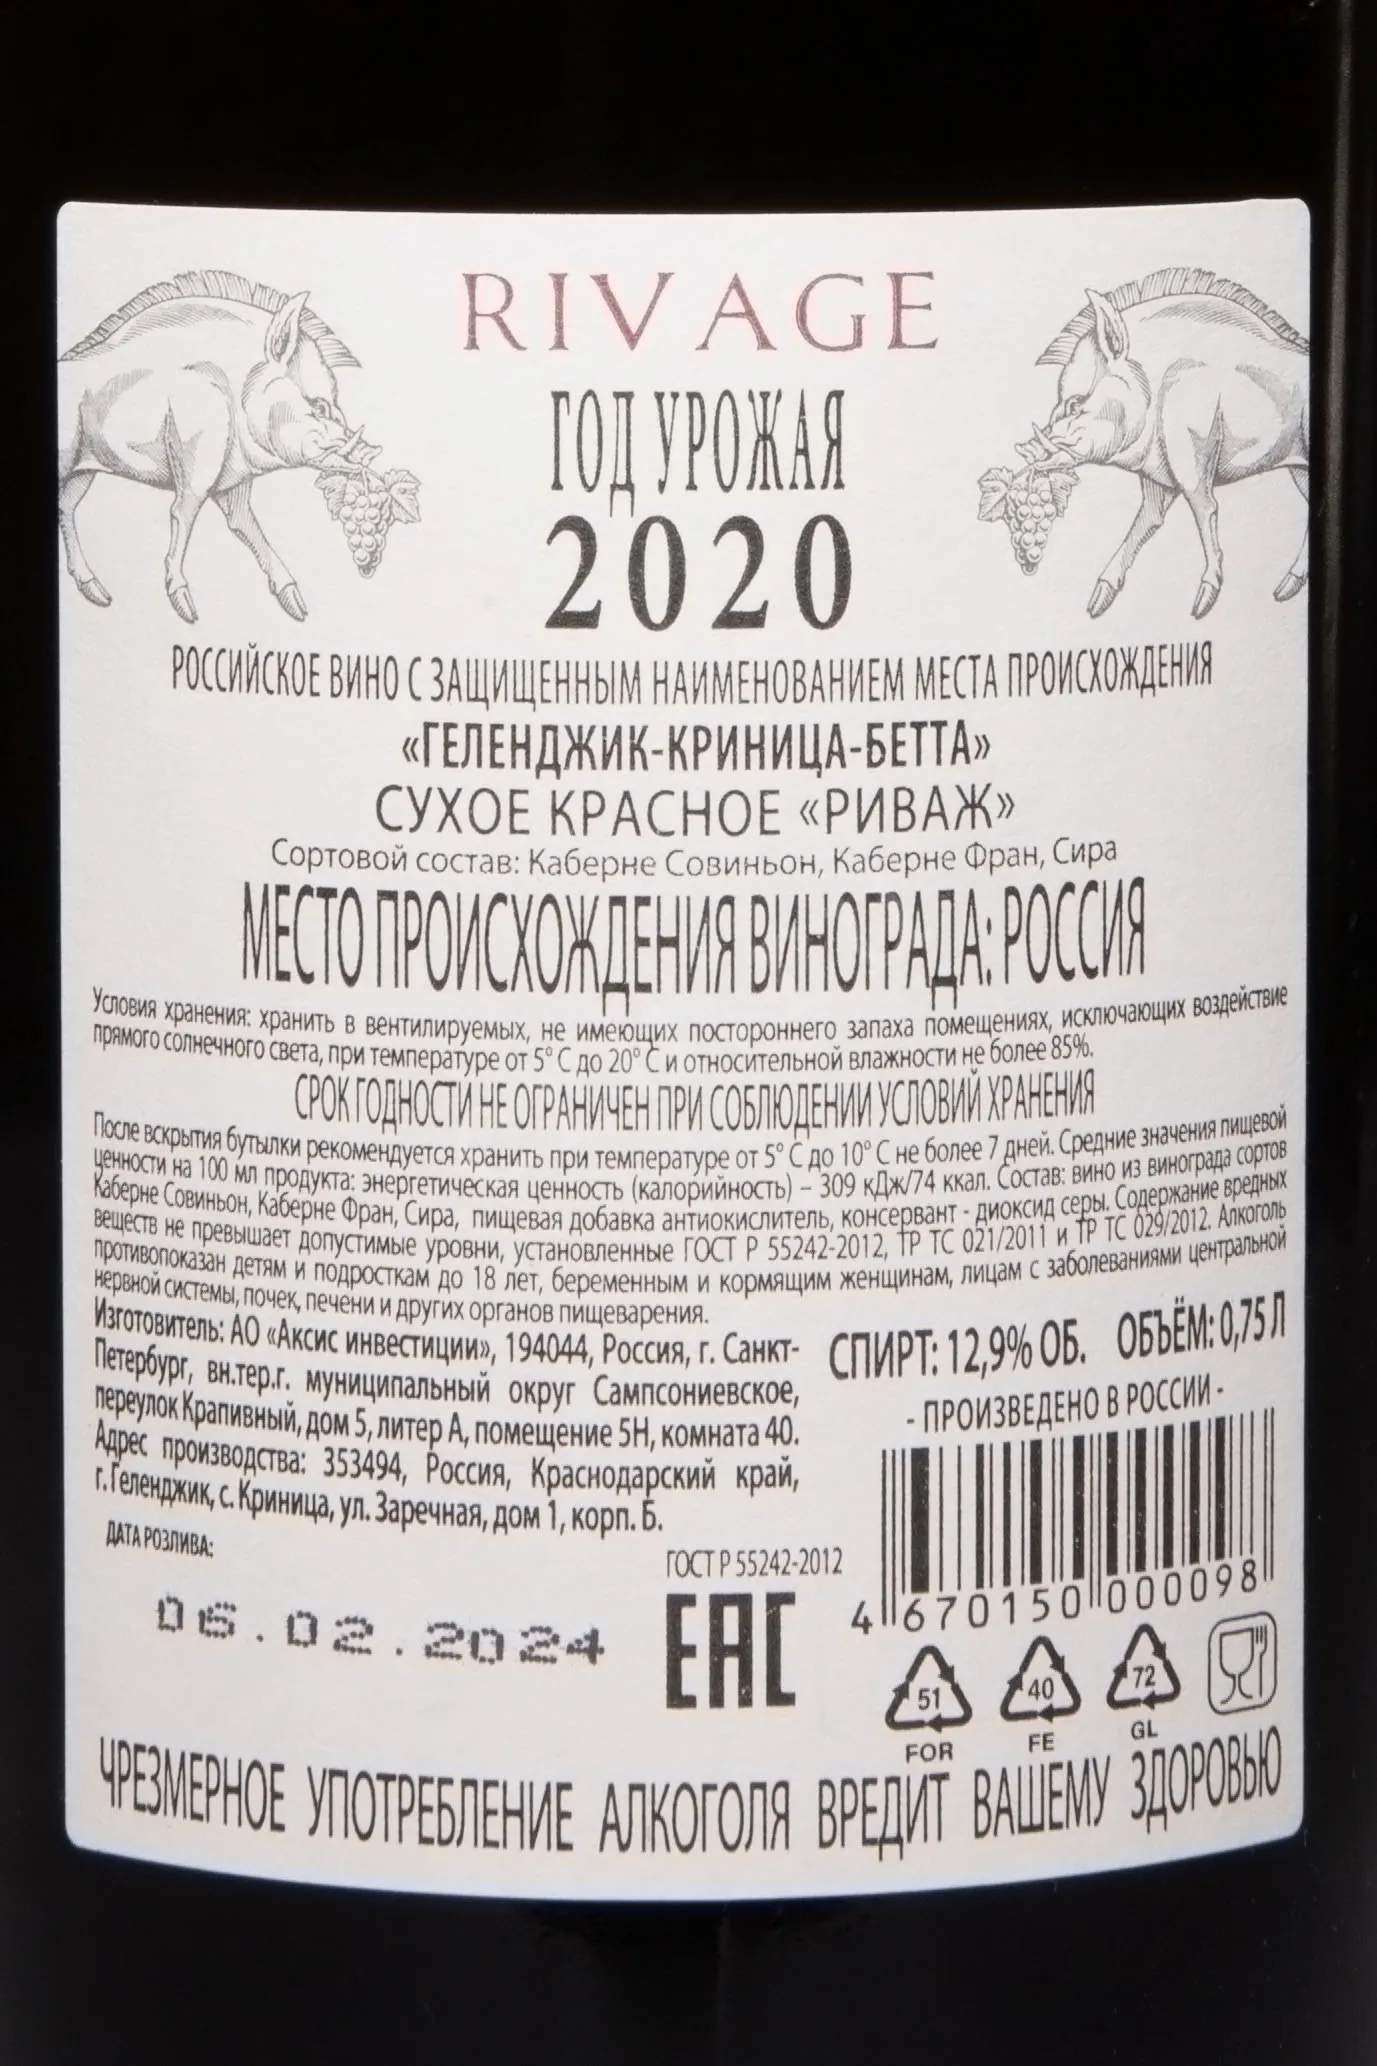 RIVAGE
ГОД УРОЖАЯ
2020
РОССИЙСКОЕ ВИНО С ЗАЩИЩЕННЫМ НАИМЕНОВАНИЕМ МЕСТА ПРОИСХОЖДЕНИЯ
«ГЕЛЕНДЖИК-КРИНИЦА-БЕТТА»
СУХОЕ КРАСНОЕ «РИВАЖ»
Сортовой состав: Каберне Совиньон, Каберне Фран, Сира
МЕСТО ПРОИСХОЖДЕНИЯ ВИНОГРАДА: РОССИЯ
Условия хранения: хранить в вентилируемых, не имеющих постороннего запаха помещениях, исключающих воздействие
прямого солнечного света, при температуре от 5° С до 20° С и относительной влажности не более 85%.
СРОК ГОДНОСТИ НЕ ОГРАНИЧЕН ПРИ СОБЛЮДЕНИИ УСЛОВИЙ ХРАНЕНИЯ
После вскрытия бутылки рекомендуется хранить при температуре от 5° С до 10° С не более 7 дней. Средние значения пищевой
ценности на 100 мл продукта: энергетическая ценность (калорийность) – 309 кДж/74 ккал. Состав: вино из винограда сортов
Каберне Совиньон, Каберне Фран, Сира, пищевая добавка антиокислитель, консервант - диоксид серы. Содержание вредных
веществ не превышает допустимые уровни, установленные ГОСТ Р 55242-2012, ТР ТС 021/2011 и ТР ТС 029/2012. Алкоголь
противопоказан детям и подросткам до 18 лет, беременным и кормящим женщинам, лицам с заболеваниями центральной
нервной системы, почек, печени и других органов пищеварения.
Изготовитель: АО «Аксис инвестиции», 194044, Россия, г. Санкт-
Петербург, вн.тер.г. муниципальный округ Сампсониевское,
переулок Крапивный, дом 5, литер А, помещение 5Н, комната 40.
Адрес производства: 353494, Россия, Краснодарский край,
г. Геленджик, с. Криница, ул. Заречная, дом 1, корп. Б.
СПИРТ: 12,9% ОБ. ОБЪЁМ: 0,75 Л
- ПРОИЗВЕДЕНО В РОССИИ -
4 670150 000098
ДАТА РОЗЛИВА:
06.02.2024
ГОСТ Р 55242-2012
ЕАС
51 40 72
FOR FE GL
ЧРЕЗМЕРНОЕ УПОТРЕБЛЕНИЕ АЛКОГОЛЯ ВРЕДИТ ВАШЕМУ ЗДОРОВЬЮ